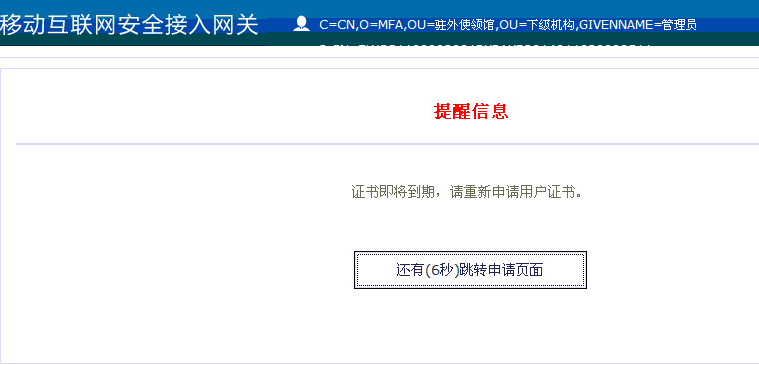 移动互联网安全接入网关
C=CN,O=MFA,OU=驻外使领馆,OU=下级机构,GIVENNAME=管理员
提醒信息
证书即将到期，请重新申请用户证书。
还有(6秒)跳转申请页面